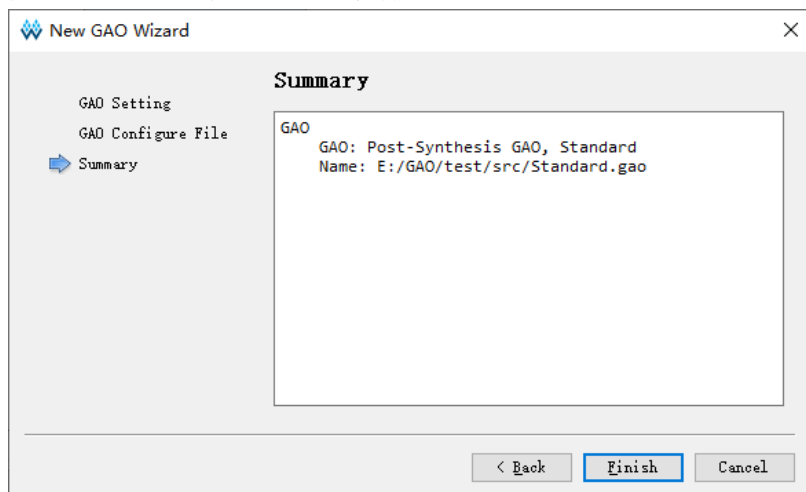 New GAO Wizard
GAO Setting
GAO Configure File
Summary
Summary
GAO
GAO: Post-Synthesis GAO, Standard
Name: E:/GAO/test/src/Standard.gao
< Back
Finish
Cancel